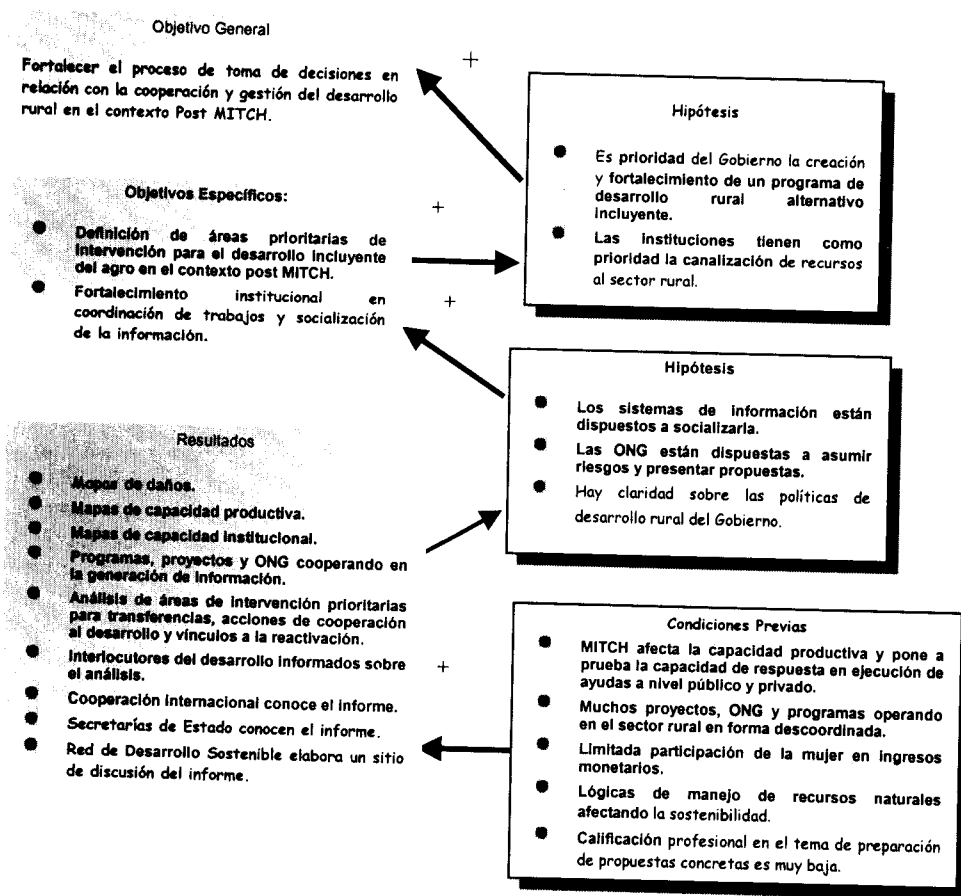 Objetivo General
Fortalecer el proceso de toma de decisiones en
relación con la cooperación y gestión del desarrollo
rural en el contexto Post MITCH.
+
Hipótesis
Es prioridad del Gobierno la creación
y fortalecimiento de un programa de
desarrollo rural alternativo
incluyente.
Las instituciones tienen como
prioridad la canalización de recursos
al sector rural.
Objetivos Específicos:
+
Definición de áreas prioritarias de
intervención para el desarrollo incluyente
del agro en el contexto post MITCH.
Fortalecimiento institucional en
coordinación de trabajos y socialización
de la información.
+
Hipótesis
Los sistemas de información están
dispuestos a socializarla.
Las ONG están dispuestas a asumir
riesgos y presentar propuestas.
Hay claridad sobre las políticas de
desarrollo rural del Gobierno.
Resultados
Mapas de daños.
Mapas de capacidad productiva.
Mapas de capacidad institucional.
Programas, proyectos y ONG cooperando en
la generación de información.
Análisis de áreas de intervención prioritarias
para transferencias, acciones de cooperación
al desarrollo y vínculos a la reactivación.
Interlocutores del desarrollo informados sobre
el análisis.
Cooperación internacional conoce el informe.
Secretarías de Estado conocen el informe.
Red de Desarrollo Sostenible elabora un sitio
de discusión del informe.
+
Condiciones Previas
MITCH afecta la capacidad productiva y pone a
prueba la capacidad de respuesta en ejecución de
ayudas a nivel público y privado.
Muchos proyectos, ONG y programas operando
en el sector rural en forma descoordinada.
Limitada participación de la mujer en ingresos
monetarios.
Lógicas de manejo de recursos naturales
afectando la sostenibilidad.
Calificación profesional en el tema de preparación
de propuestas concretas es muy baja.